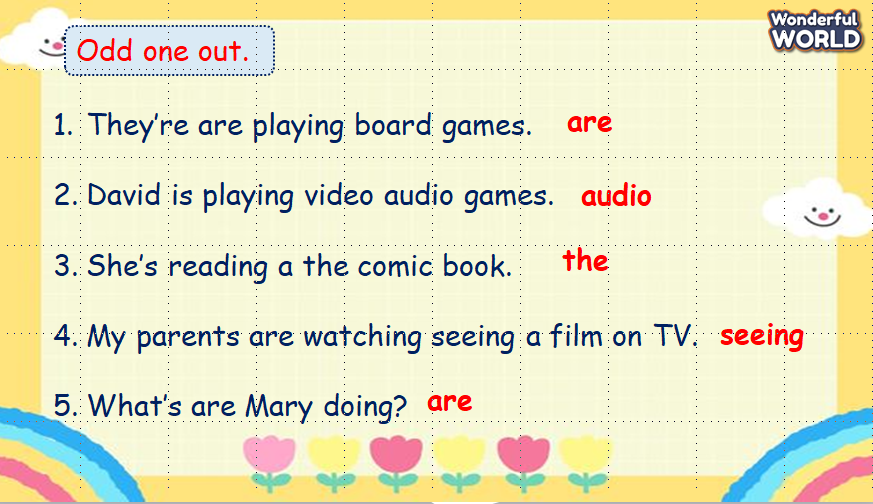 Wonderful
WORLD
Odd one out.
1. They're are playing board games. are
2. David is playing video audio games. audio
3. She's reading a the comic book. the
4. My parents are watching seeing a film on TV. seeing
5. What's are Mary doing? are